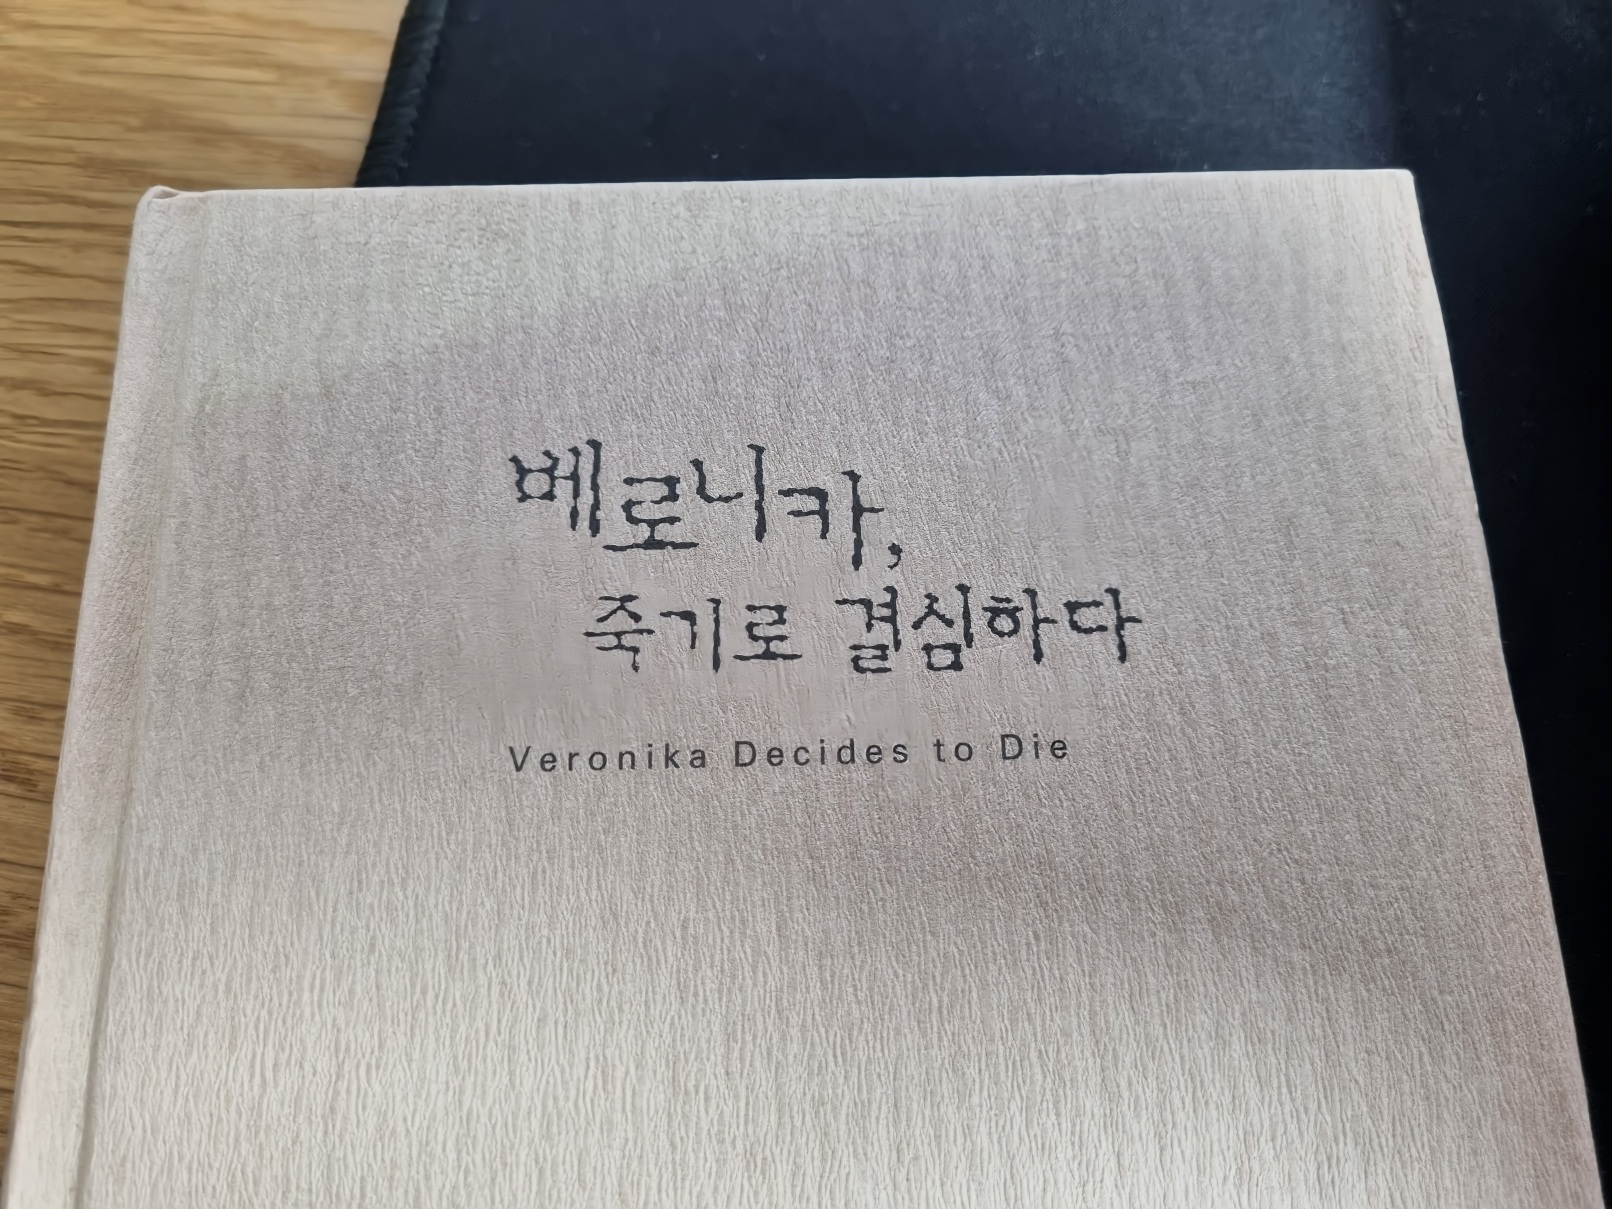 베로니카,
죽기로 결심하다
Veronika Decides to Die